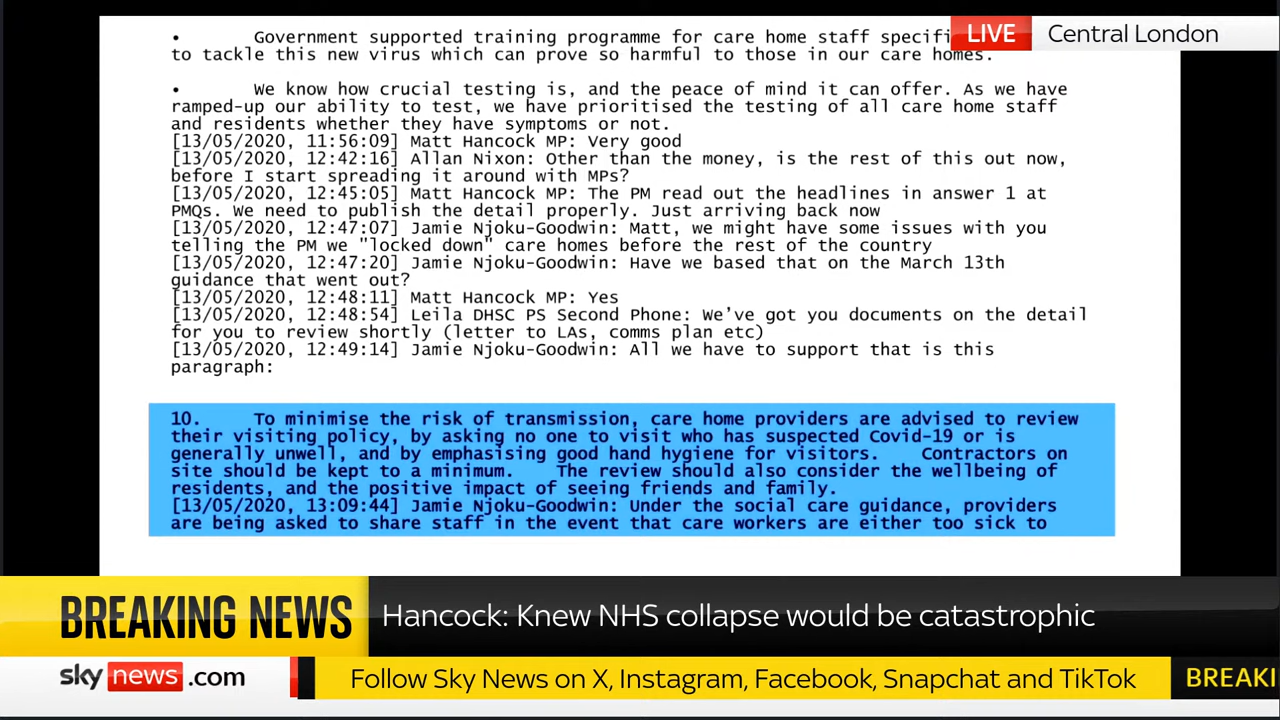 • Government supported training programme for care home staff
to tackle this new virus which can prove so harmful to those in our care homes.
• We know how crucial testing is, and the peace of mind it can offer. As we have
ramped-up our ability to test, we have prioritised the testing of all care home staff
and residents whether they have symptoms or not.
[13/05/2020, 11:56:09] Matt Hancock MP: Very good
[13/05/2020, 12:42:16] Allan Nixon: Other than the money, is the rest of this out now,
before I start spreading it around with MPs?
[13/05/2020, 12:45:05] Matt Hancock MP: The PM read out the headlines in answer 1 at
PMQs. We need to publish the detail properly. Just arriving back now
[13/05/2020, 12:47:07] Jamie Njoku-Goodwin: Matt, we might have some issues with you
telling the PM we "locked down" care homes before the rest of the country
[13/05/2020, 12:47:20] Jamie Njoku-Goodwin: Have we based that on the March 13th
guidance that went out?
[13/05/2020, 12:48:11] Matt Hancock MP: Yes
[13/05/2020, 12:48:54] Leila DHSC PS Second Phone: We've got you documents on the detail
for you to review shortly (letter to LAs, comms plan etc)
[13/05/2020, 12:49:14] Jamie Njoku-Goodwin: All we have to support that is this
paragraph:
10. To minimise the risk of transmission, care home providers are advised to review
their visiting policy, by asking no one to visit who has suspected Covid-19 or is
generally unwell, and by emphasising good hand hygiene for visitors. Contractors on
site should be kept to a minimum. The review should also consider the wellbeing of
residents, and the positive impact of seeing friends and family.
[13/05/2020, 13:09:44] Jamie Njoku-Goodwin: Under the social care guidance, providers
are being asked to share staff in the event that care workers are either too sick to
LIVE Central London
BREAKING NEWS
Hancock: Knew NHS collapse would be catastrophic
sky news .com
Follow Sky News on X, Instagram, Facebook, Snapchat and TikTok
BREAKI